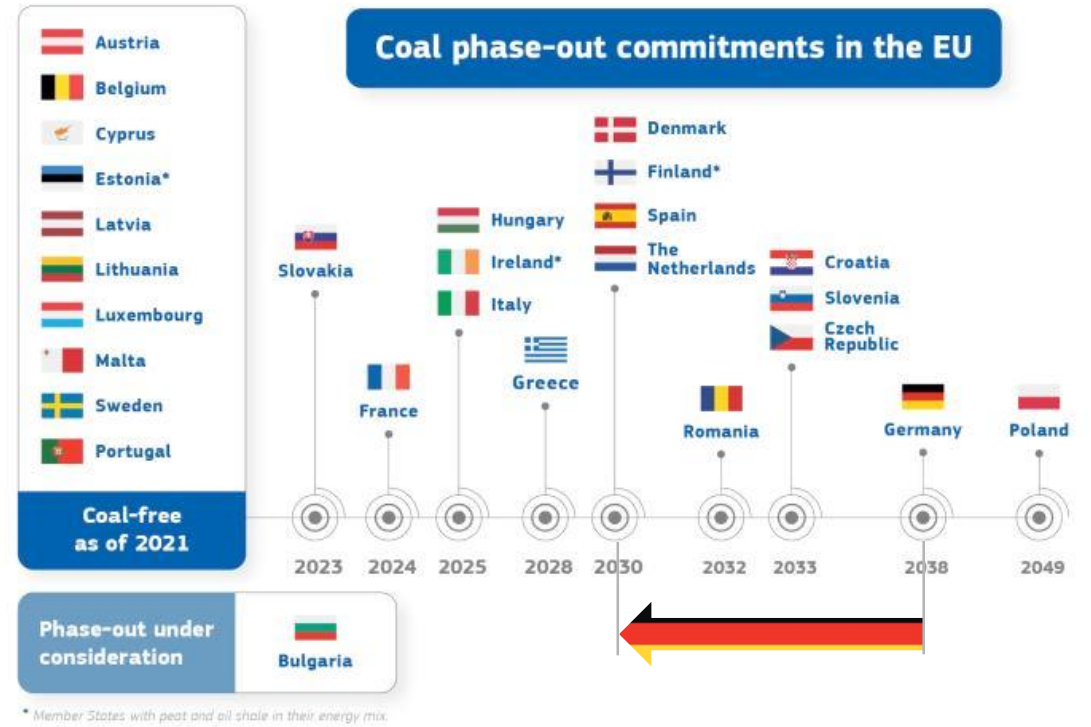 Coal phase-out commitments in the EU
Austria
Belgium
Cyprus
Estonia*
Latvia
Lithuania
Luxembourg
Malta
Sweden
Portugal
Coal-free
as of 2021
Slovakia
France
Hungary
Ireland*
Italy
Greece
Denmark
Finland*
Spain
The
Netherlands
Romania
Croatia
Slovenia
Czech
Republic
Germany
Poland
2023
2024
2025
2028
2030
2032
2033
2038
2049
Phase-out under
consideration
Bulgaria
* Member States with peat and oil shale in their energy mix.